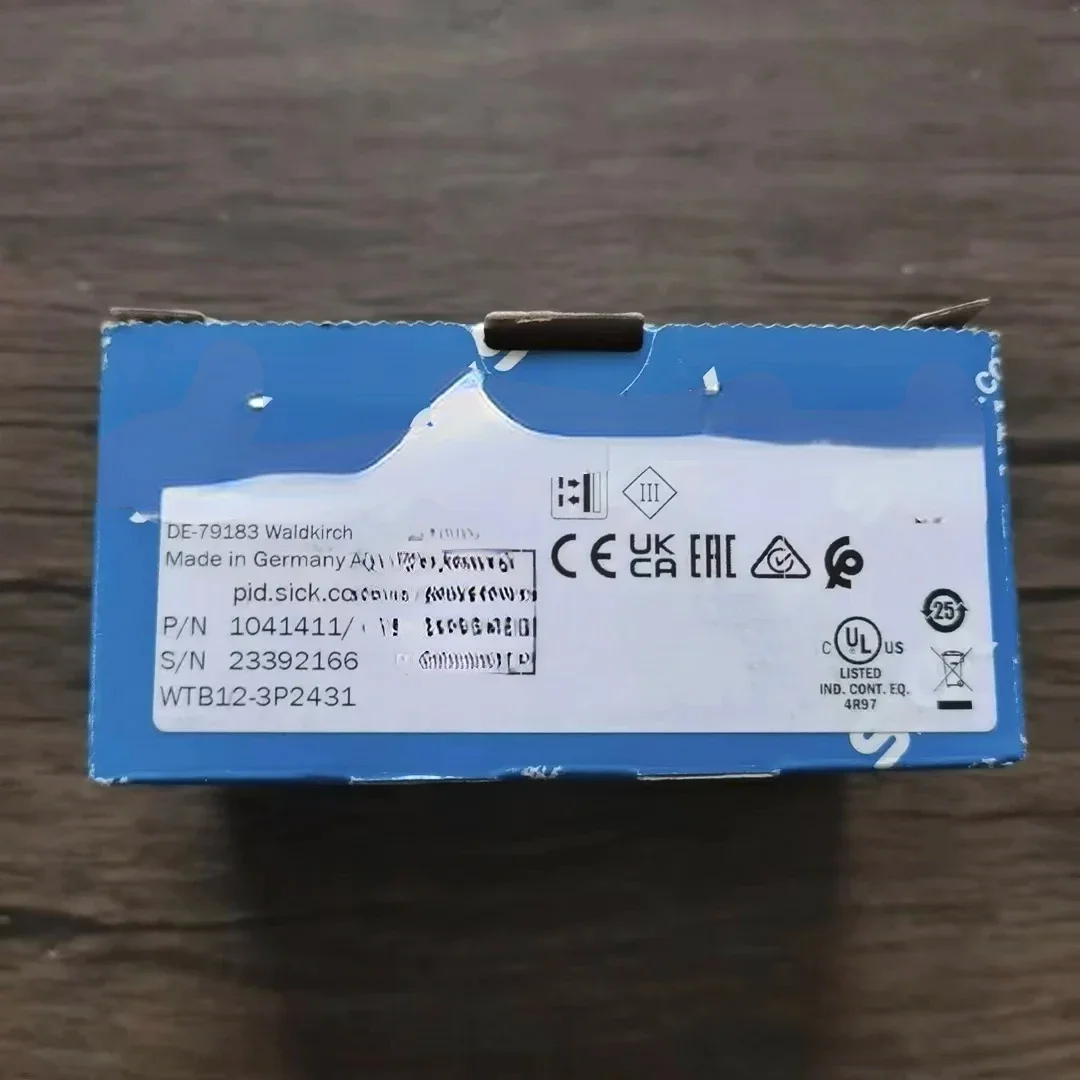 DE-79183 Waldkirch
Made in Germany
pid.sick.co
P/N 1041411/
S/N 23392166
WTB12-3P2431
III
CE UK CA EAC
25
C UL US
LISTED
IND. CONT. EQ.
4R97
S